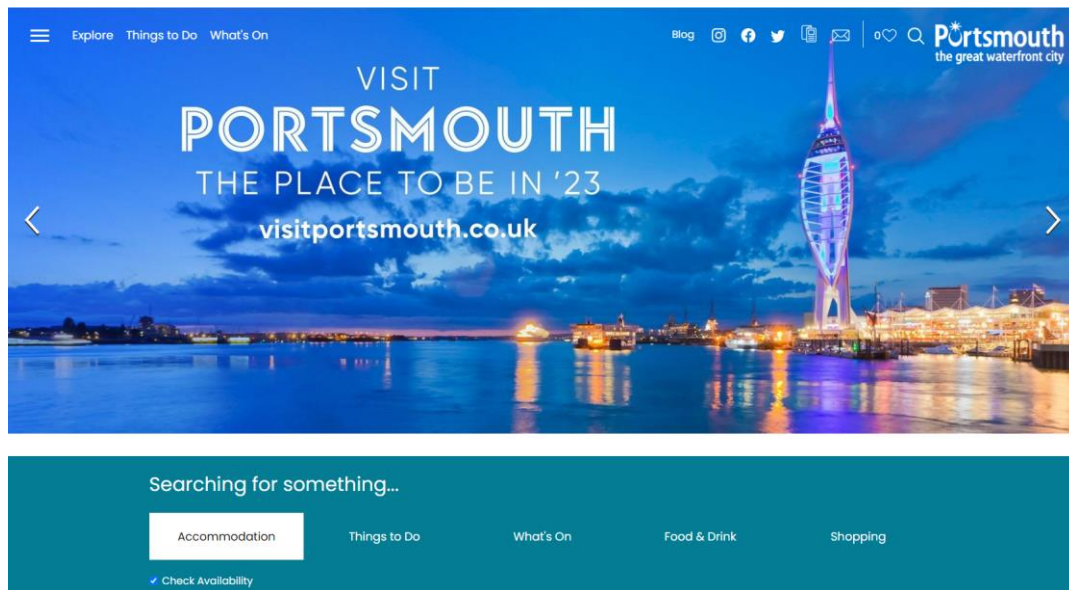 Explore Things to Do What's On
Blog 0
Portsmouth
the great waterfront city
VISIT
PORTSMOUTH
THE PLACE TO BE IN '23
visitportsmouth.co.uk
Searching for something...
Accommodation Things to Do What's On Food & Drink Shopping
Check Availability